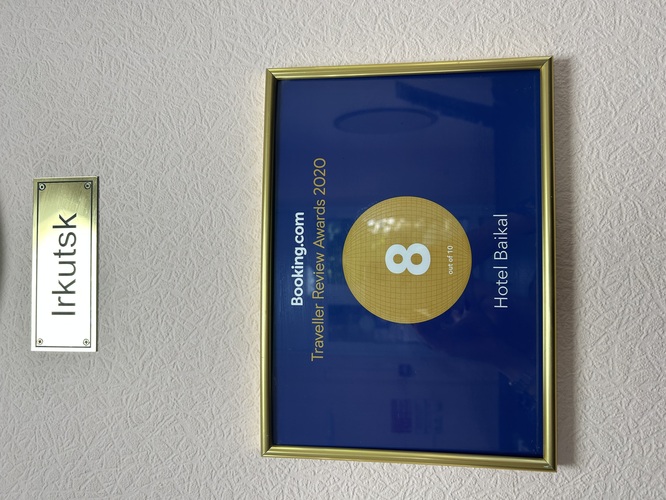 Irkutsk
Booking.com
Traveller Review Awards 2020
8
out of 10
Hotel Baikal